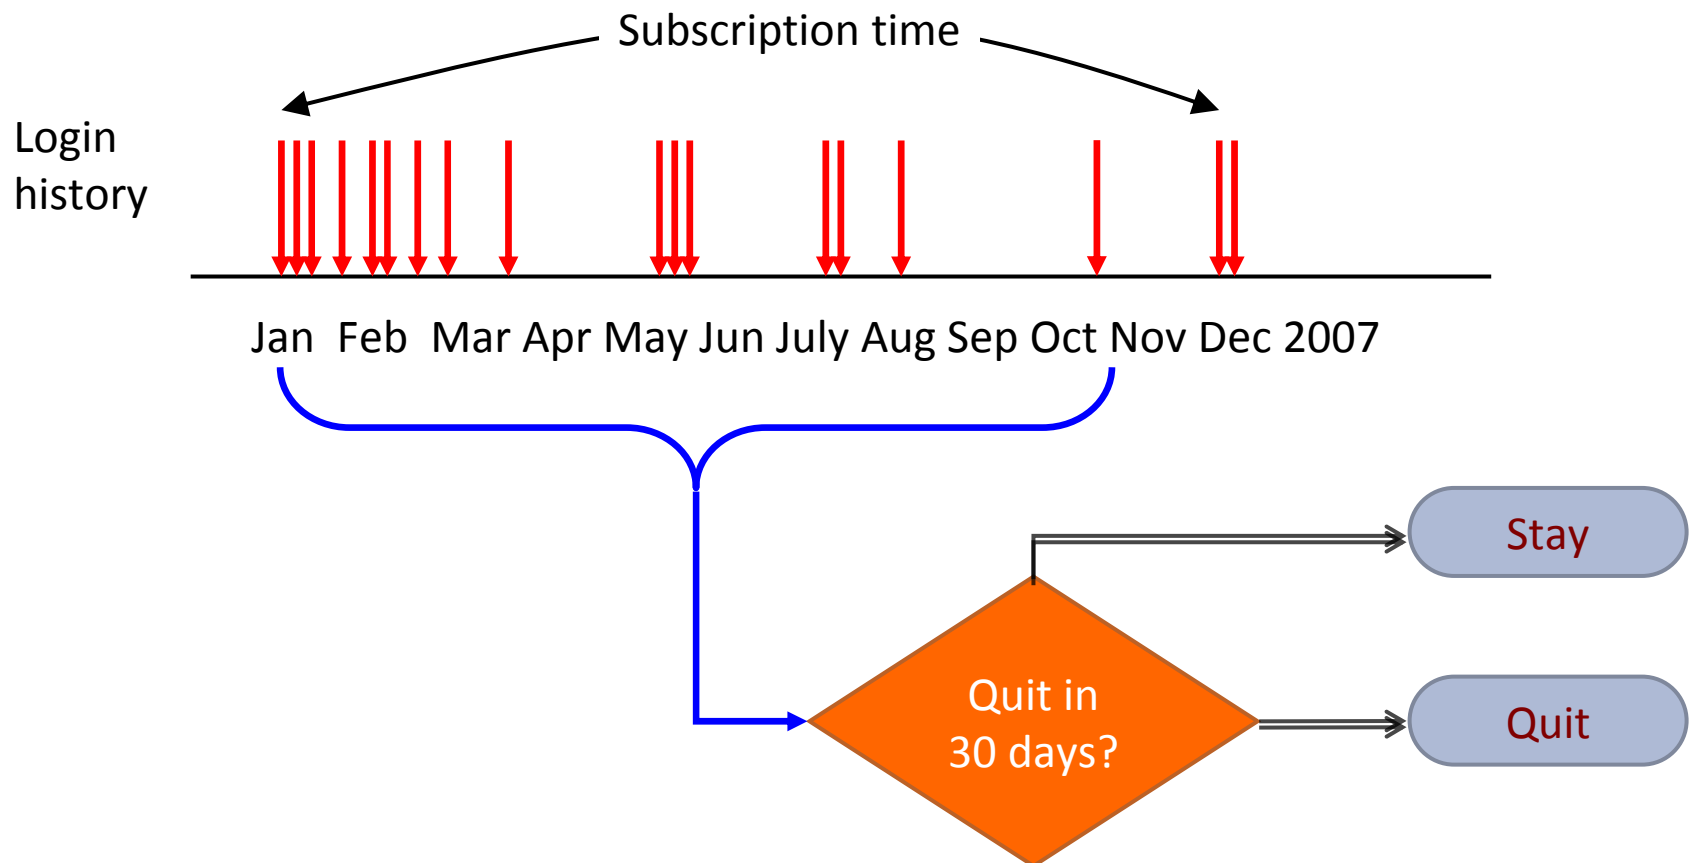 Subscription time
Login
history
Jan Feb Mar Apr May Jun July Aug Sep Oct Nov Dec 2007
Stay
Quit in
30 days?
Quit